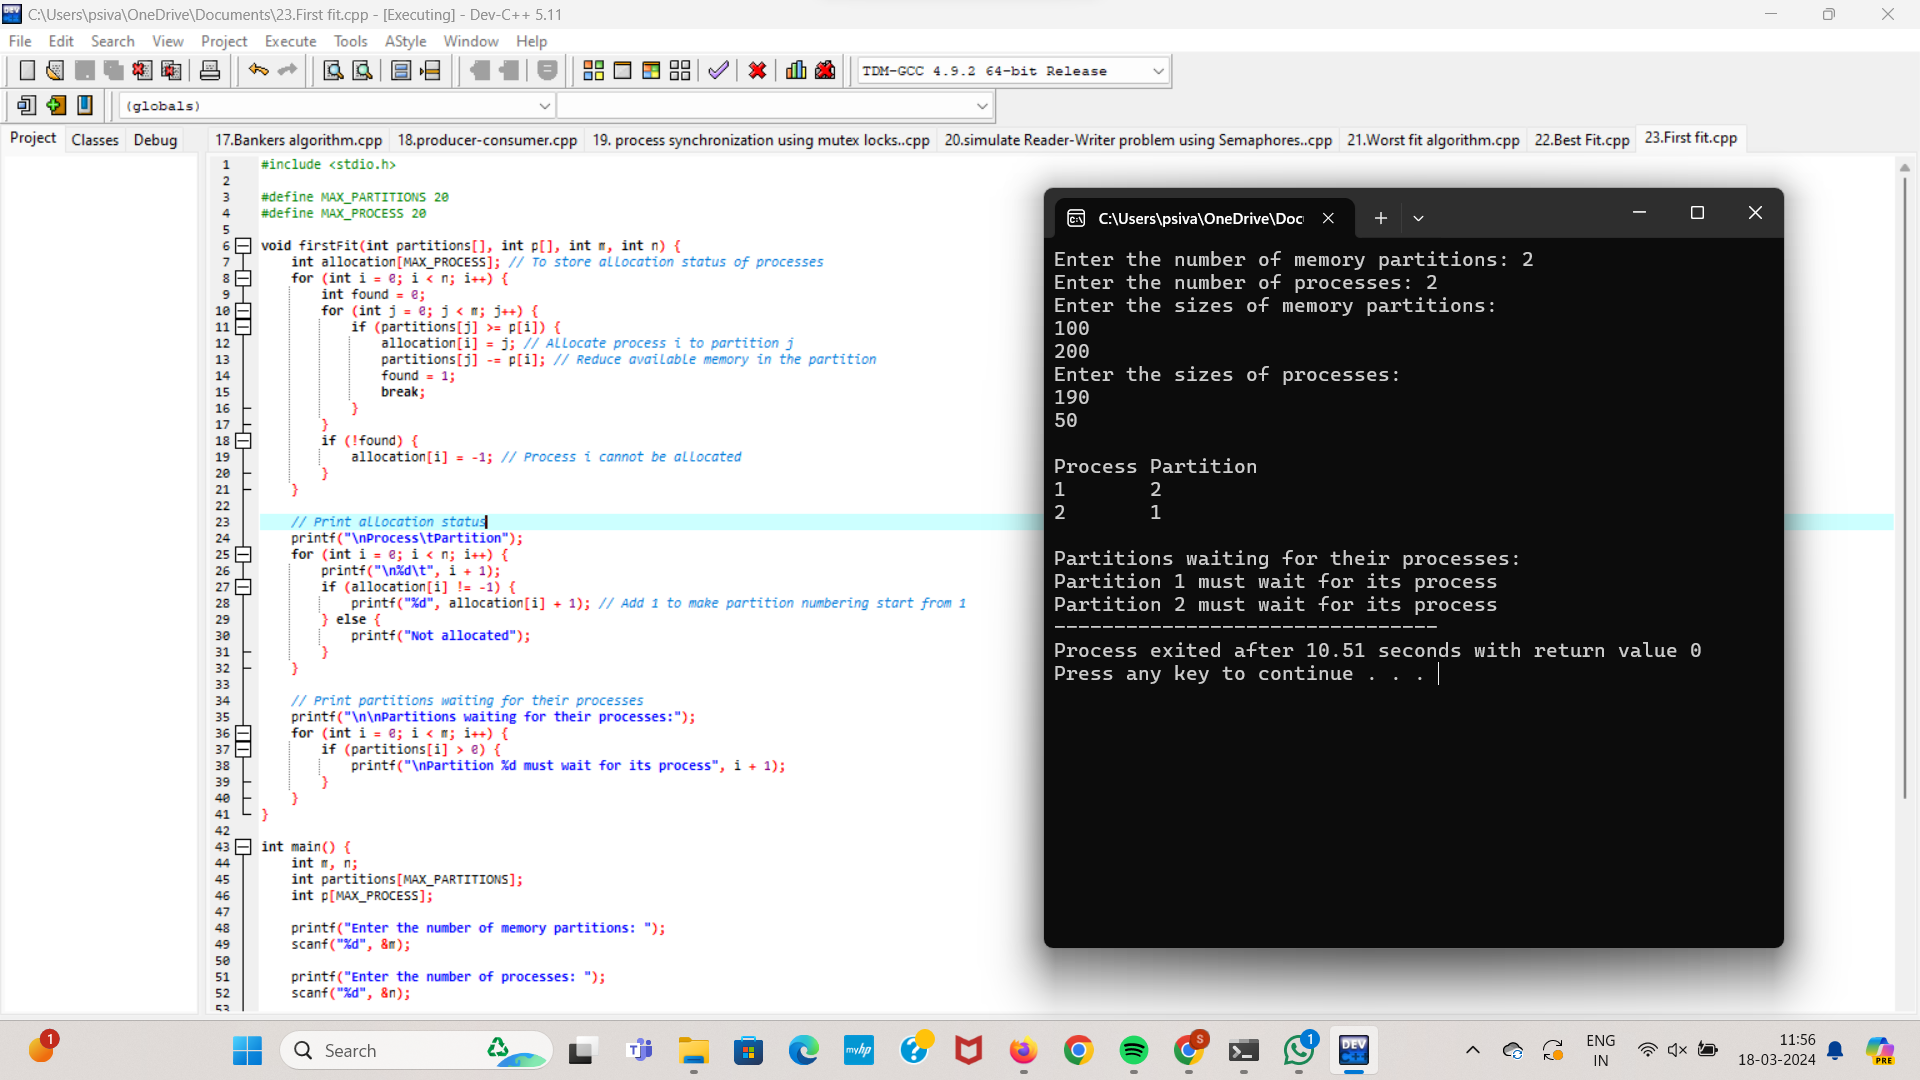 C:\Users\psiva\OneDrive\Documents\23.First fit.cpp - [Executing] - Dev-C++ 5.11
File Edit Search View Project Execute Tools AStyle Window Help
TDM-GCC 4.9.2 64-bit Release
(globals)
Project Classes Debug
17.Bankers algorithm.cpp 18.producer-consumer.cpp 19. process synchronization using mutex locks..cpp 20.simulate Reader-Writer problem using Semaphores..cpp 21.Worst fit algorithm.cpp 22.Best Fit.cpp 23.First fit.cpp
1 #include <stdio.h>
2
3 #define MAX_PARTITIONS 20
4 #define MAX_PROCESS 20
5
6 void firstFit(int partitions[], int p[], int m, int n) {
7 int allocation[MAX_PROCESS]; // To store allocation status of processes
8 for (int i = 0; i < n; i++) {
9 int found = 0;
10 for (int j = 0; j < m; j++) {
11 if (partitions[j] >= p[i]) {
12 allocation[i] = j; // Allocate process i to partition j
13 partitions[j] -= p[i]; // Reduce available memory in the partition
14 found = 1;
15 break;
16 }
17 }
18 if (!found) {
19 allocation[i] = -1; // Process i cannot be allocated
20 }
21 }
22
23 // Print allocation status
24 printf("\nProcess\tPartition");
25 for (int i = 0; i < n; i++) {
26 printf("\n%d\t", i + 1);
27 if (allocation[i] != -1) {
28 printf("%d", allocation[i] + 1); // Add 1 to make partition numbering start from 1
29 } else {
30 printf("Not allocated");
31 }
32 }
33
34 // Print partitions waiting for their processes
35 printf("\n\nPartitions waiting for their processes:");
36 for (int i = 0; i < m; i++) {
37 if (partitions[i] > 0) {
38 printf("\nPartition %d must wait for its process", i + 1);
39 }
40 }
41 }
42
43 int main() {
44 int m, n;
45 int partitions[MAX_PARTITIONS];
46 int p[MAX_PROCESS];
47
48 printf("Enter the number of memory partitions: ");
49 scanf("%d", &m);
50
51 printf("Enter the number of processes: ");
52 scanf("%d", &n);
53
C:\Users\psiva\OneDrive\Doc
Enter the number of memory partitions: 2
Enter the number of processes: 2
Enter the sizes of memory partitions:
100
200
Enter the sizes of processes:
190
50
Process Partition
1 2
2 1
Partitions waiting for their processes:
Partition 1 must wait for its process
Partition 2 must wait for its process
--------------------------------
Process exited after 10.51 seconds with return value 0
Press any key to continue . . .
1
Search
myhp
S
1
DEV C++
ENG
IN
11:56
18-03-2024
PRE